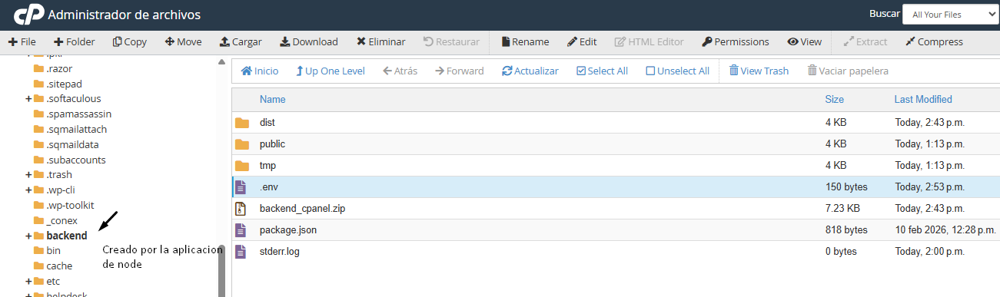 cP Administrador de archivos
Buscar All Your Files
File Folder Copy Move Cargar Download Eliminar Restaurar Rename Edit HTML Editor Permissions View Extract Compress
.razor
.sitepad
.softaculous
.spamassassin
.sqmailattach
.sqmaildata
.subaccounts
.trash
.wp-cli
.wp-toolkit
_conex
backend
bin
cache
etc
helpdesk
Creado por la aplicacion
de node
Inicio Up One Level Atrás Forward Actualizar Select All Unselect All View Trash Vaciar papelera
Name Size Last Modified
dist 4 KB Today, 2:43 p.m.
public 4 KB Today, 1:13 p.m.
tmp 4 KB Today, 1:13 p.m.
.env 150 bytes Today, 2:53 p.m.
backend_cpanel.zip 7.23 KB Today, 2:43 p.m.
package.json 818 bytes 10 feb 2026, 12:28 p.m.
stderr.log 0 bytes Today, 2:00 p.m.